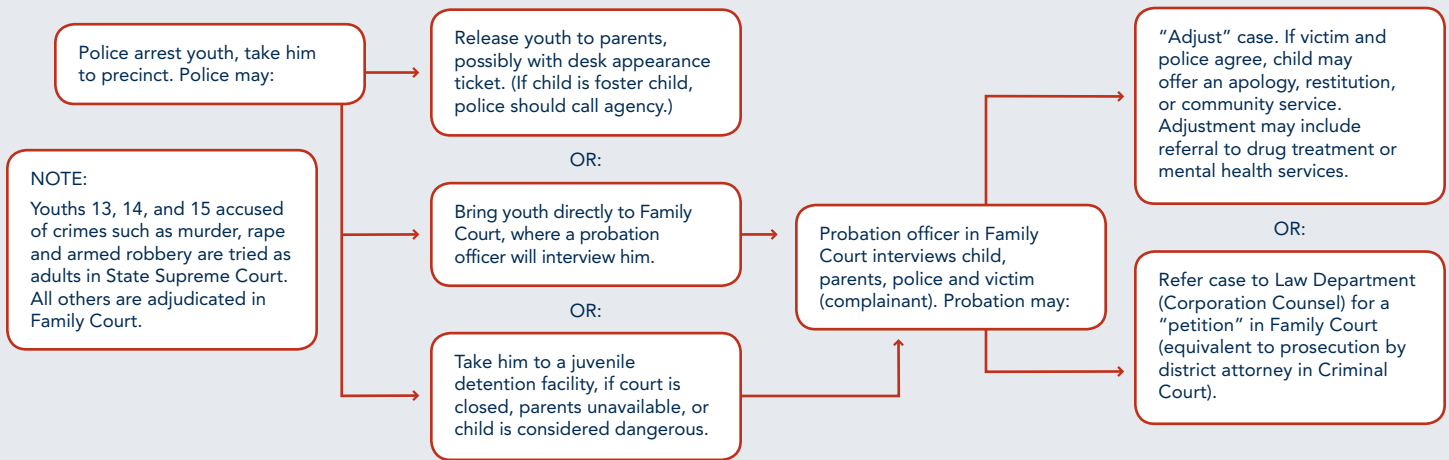 Police arrest youth, take him
to precinct. Police may:
NOTE:
Youths 13, 14, and 15 accused
of crimes such as murder, rape
and armed robbery are tried as
adults in State Supreme Court.
All others are adjudicated in
Family Court.
Release youth to parents,
possibly with desk appearance
ticket. (If child is foster child,
police should call agency.)
OR:
Bring youth directly to Family
Court, where a probation
officer will interview him.
OR:
Take him to a juvenile
detention facility, if court is
closed, parents unavailable, or
child is considered dangerous.
Probation officer in Family
Court interviews child,
parents, police and victim
(complainant). Probation may:
“Adjust” case. If victim and
police agree, child may
offer an apology, restitution,
or community service.
Adjustment may include
referral to drug treatment or
mental health services.
OR:
Refer case to Law Department
(Corporation Counsel) for a
“petition” in Family Court
(equivalent to prosecution by
district attorney in Criminal
Court).